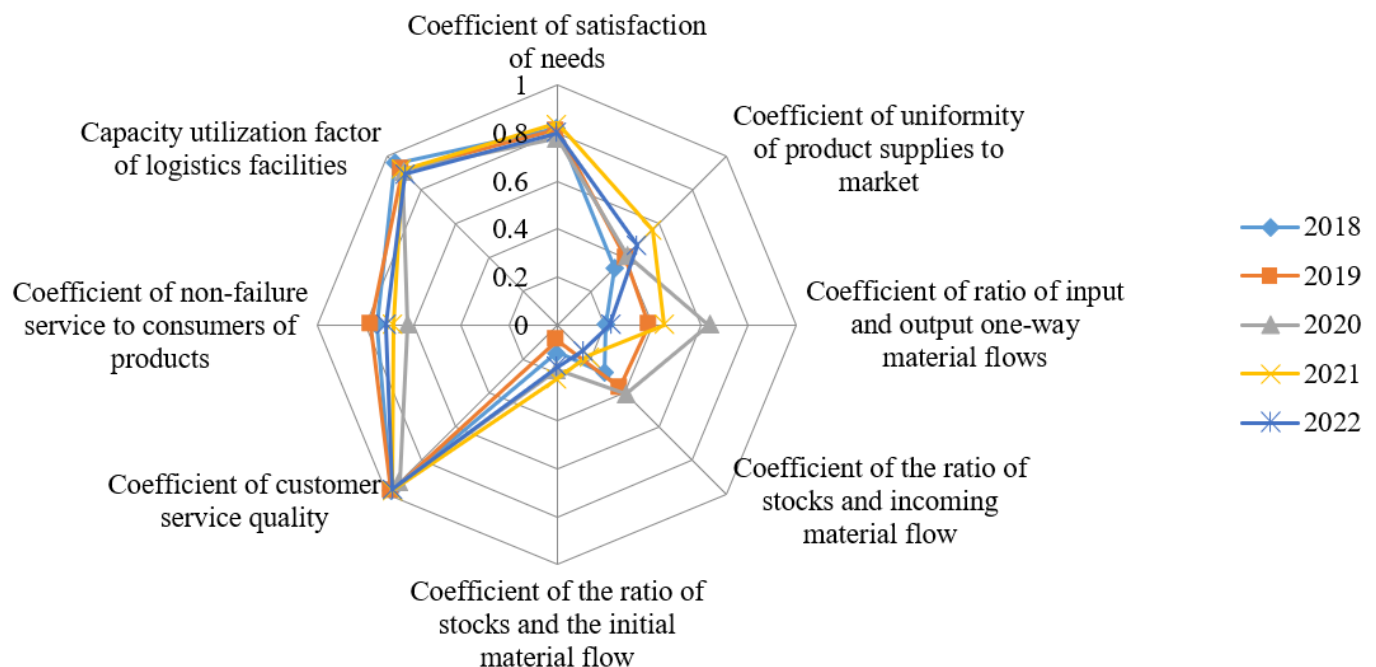 Coefficient of satisfaction
of needs
Coefficient of uniformity
of product supplies to
market
Coefficient of ratio of input
and output one-way
material flows
Coefficient of the ratio of
stocks and incoming
material flow
Coefficient of the ratio of
stocks and the initial
material flow
Coefficient of customer
service quality
Coefficient of non-failure
service to consumers of
products
Capacity utilization factor
of logistics facilities
1
0.8
0.6
0.4
0.2
0
2018
2019
2020
2021
2022